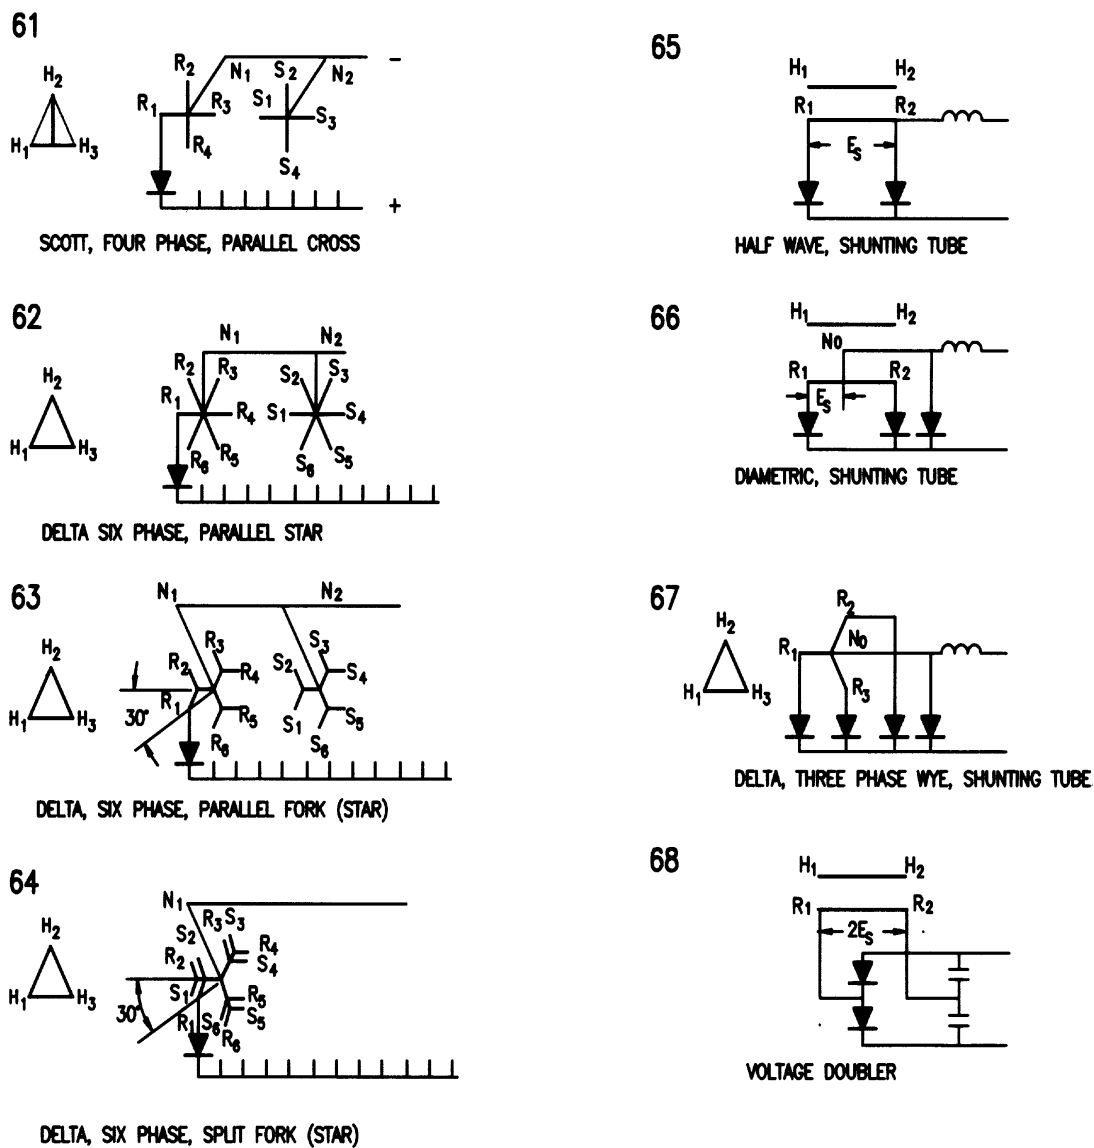 61
H2
H1 H3
R2
R1 R3
R4
N1
S2
S1 S3
S4
N2
−
+
SCOTT, FOUR PHASE, PARALLEL CROSS
62
H2
H1 H3
N1 N2
R2 R3
R1 R4
R6 R5
S2 S3
S1 S4
S6 S5
DELTA SIX PHASE, PARALLEL STAR
63
H2
H1 H3
N1 N2
R3
R2 R4
R1 R5
R6
30°
S3
S2 S4
S1 S5
S6
DELTA, SIX PHASE, PARALLEL FORK (STAR)
64
H2
H1 H3
N1
R3 S3
S2 R4
R2 S4
S1 R5
R1 S6 S5
R6
30°
DELTA, SIX PHASE, SPLIT FORK (STAR)
65
H1 H2
R1 R2
ES
HALF WAVE, SHUNTING TUBE
66
H1 H2
N0
R1 R2
ES
DIAMETRIC, SHUNTING TUBE
67
H2
H1 H3
R2
R1 N0
R3
DELTA, THREE PHASE WYE, SHUNTING TUBE
68
H1 H2
R1 R2
2ES
VOLTAGE DOUBLER